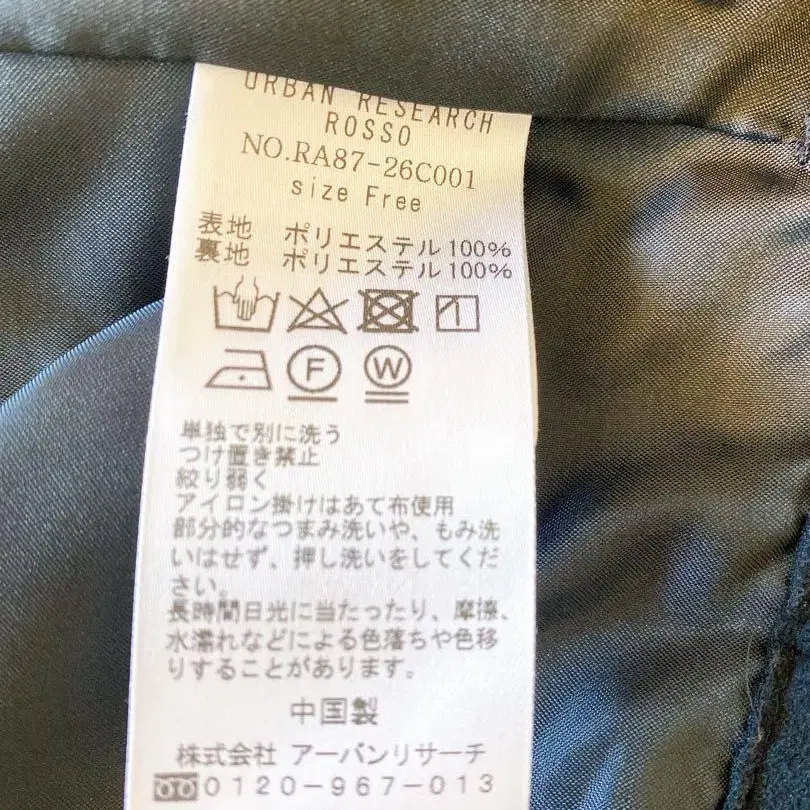 URBAN RESEARCH
ROSSO
NO.RA87-26C001
size Free
表地 ポリエステル100%
裏地 ポリエステル100%
F W
単独で別に洗う
つけ置き禁止
絞り弱く
アイロン掛けはあて布使用
部分的なつまみ洗いや、もみ洗
いはせず、押し洗いをしてくだ
さい。
長時間日光に当たったり、摩擦、
水濡れなどによる色落ちや色移
りすることがあります。
中国製
株式会社 アーバンリサーチ
0120-967-013